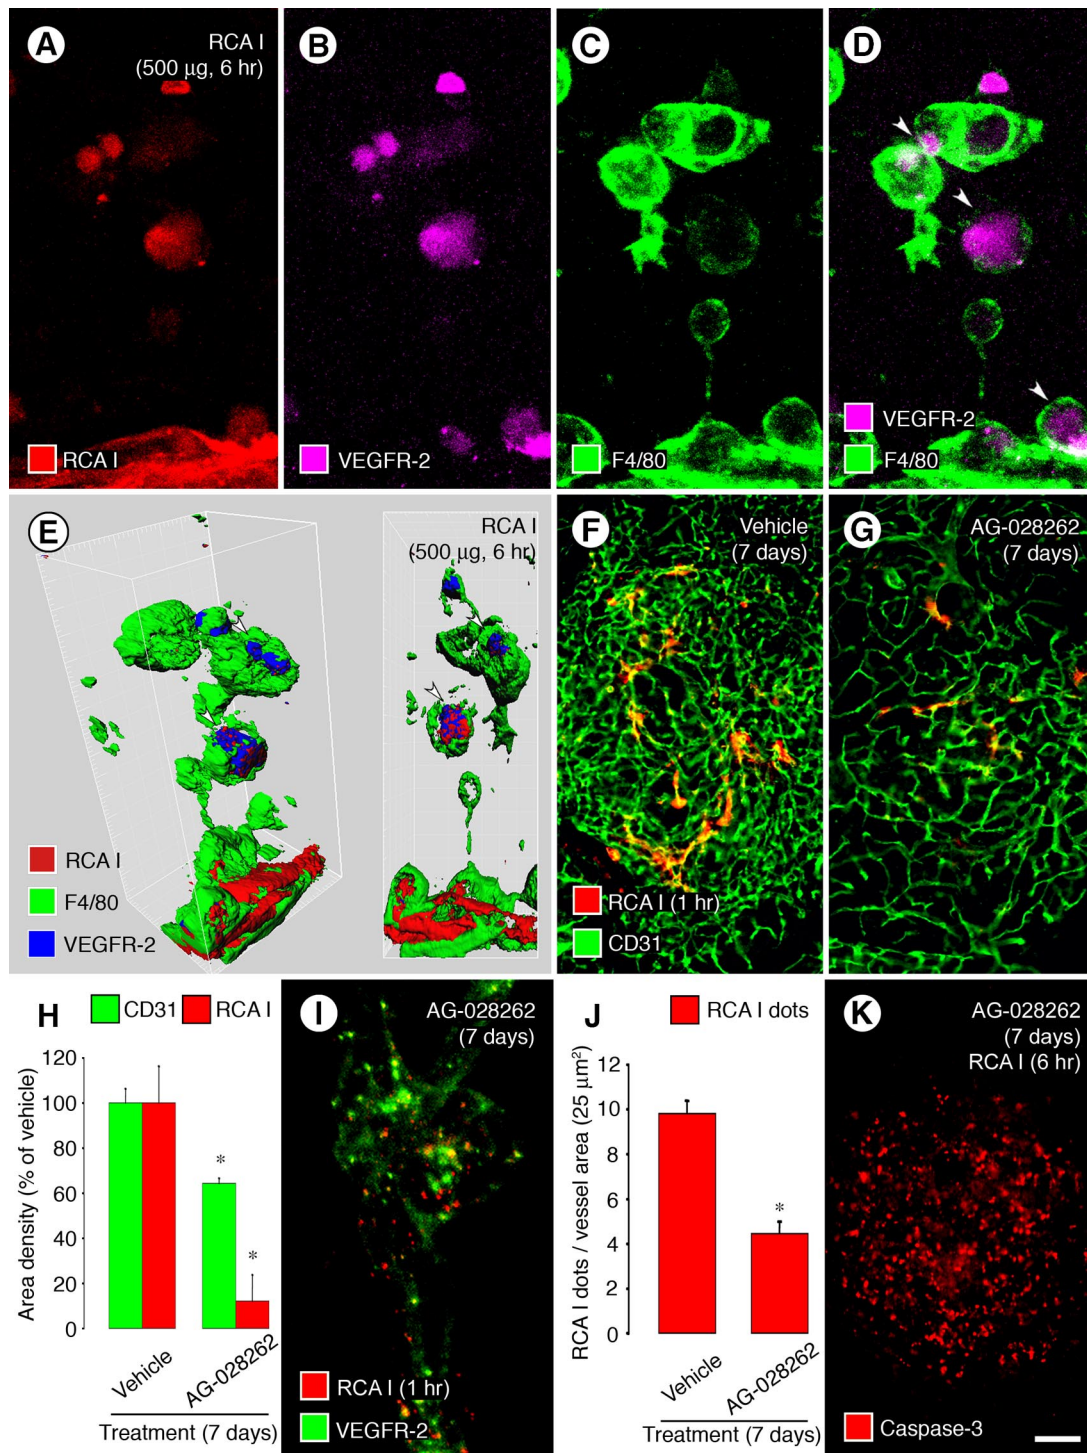 A
RCA I
(500 µg, 6 hr)
RCA I
B
VEGFR-2
C
F4/80
D
VEGFR-2
F4/80
E
RCA I
(500 µg, 6 hr)
RCA I
F4/80
VEGFR-2
F
Vehicle
(7 days)
RCA I (1 hr)
CD31
G
AG-028262
(7 days)
H
CD31 RCA I
Area density (% of vehicle)
120
100
80
60
40
20
0
*
*
Vehicle
AG-028262
Treatment (7 days)
I
AG-028262
(7 days)
RCA I (1 hr)
VEGFR-2
J
RCA I dots
RCA I dots / vessel area (25 µm²)
12
10
8
6
4
2
0
*
Vehicle
AG-028262
Treatment (7 days)
K
AG-028262
(7 days)
RCA I (6 hr)
Caspase-3